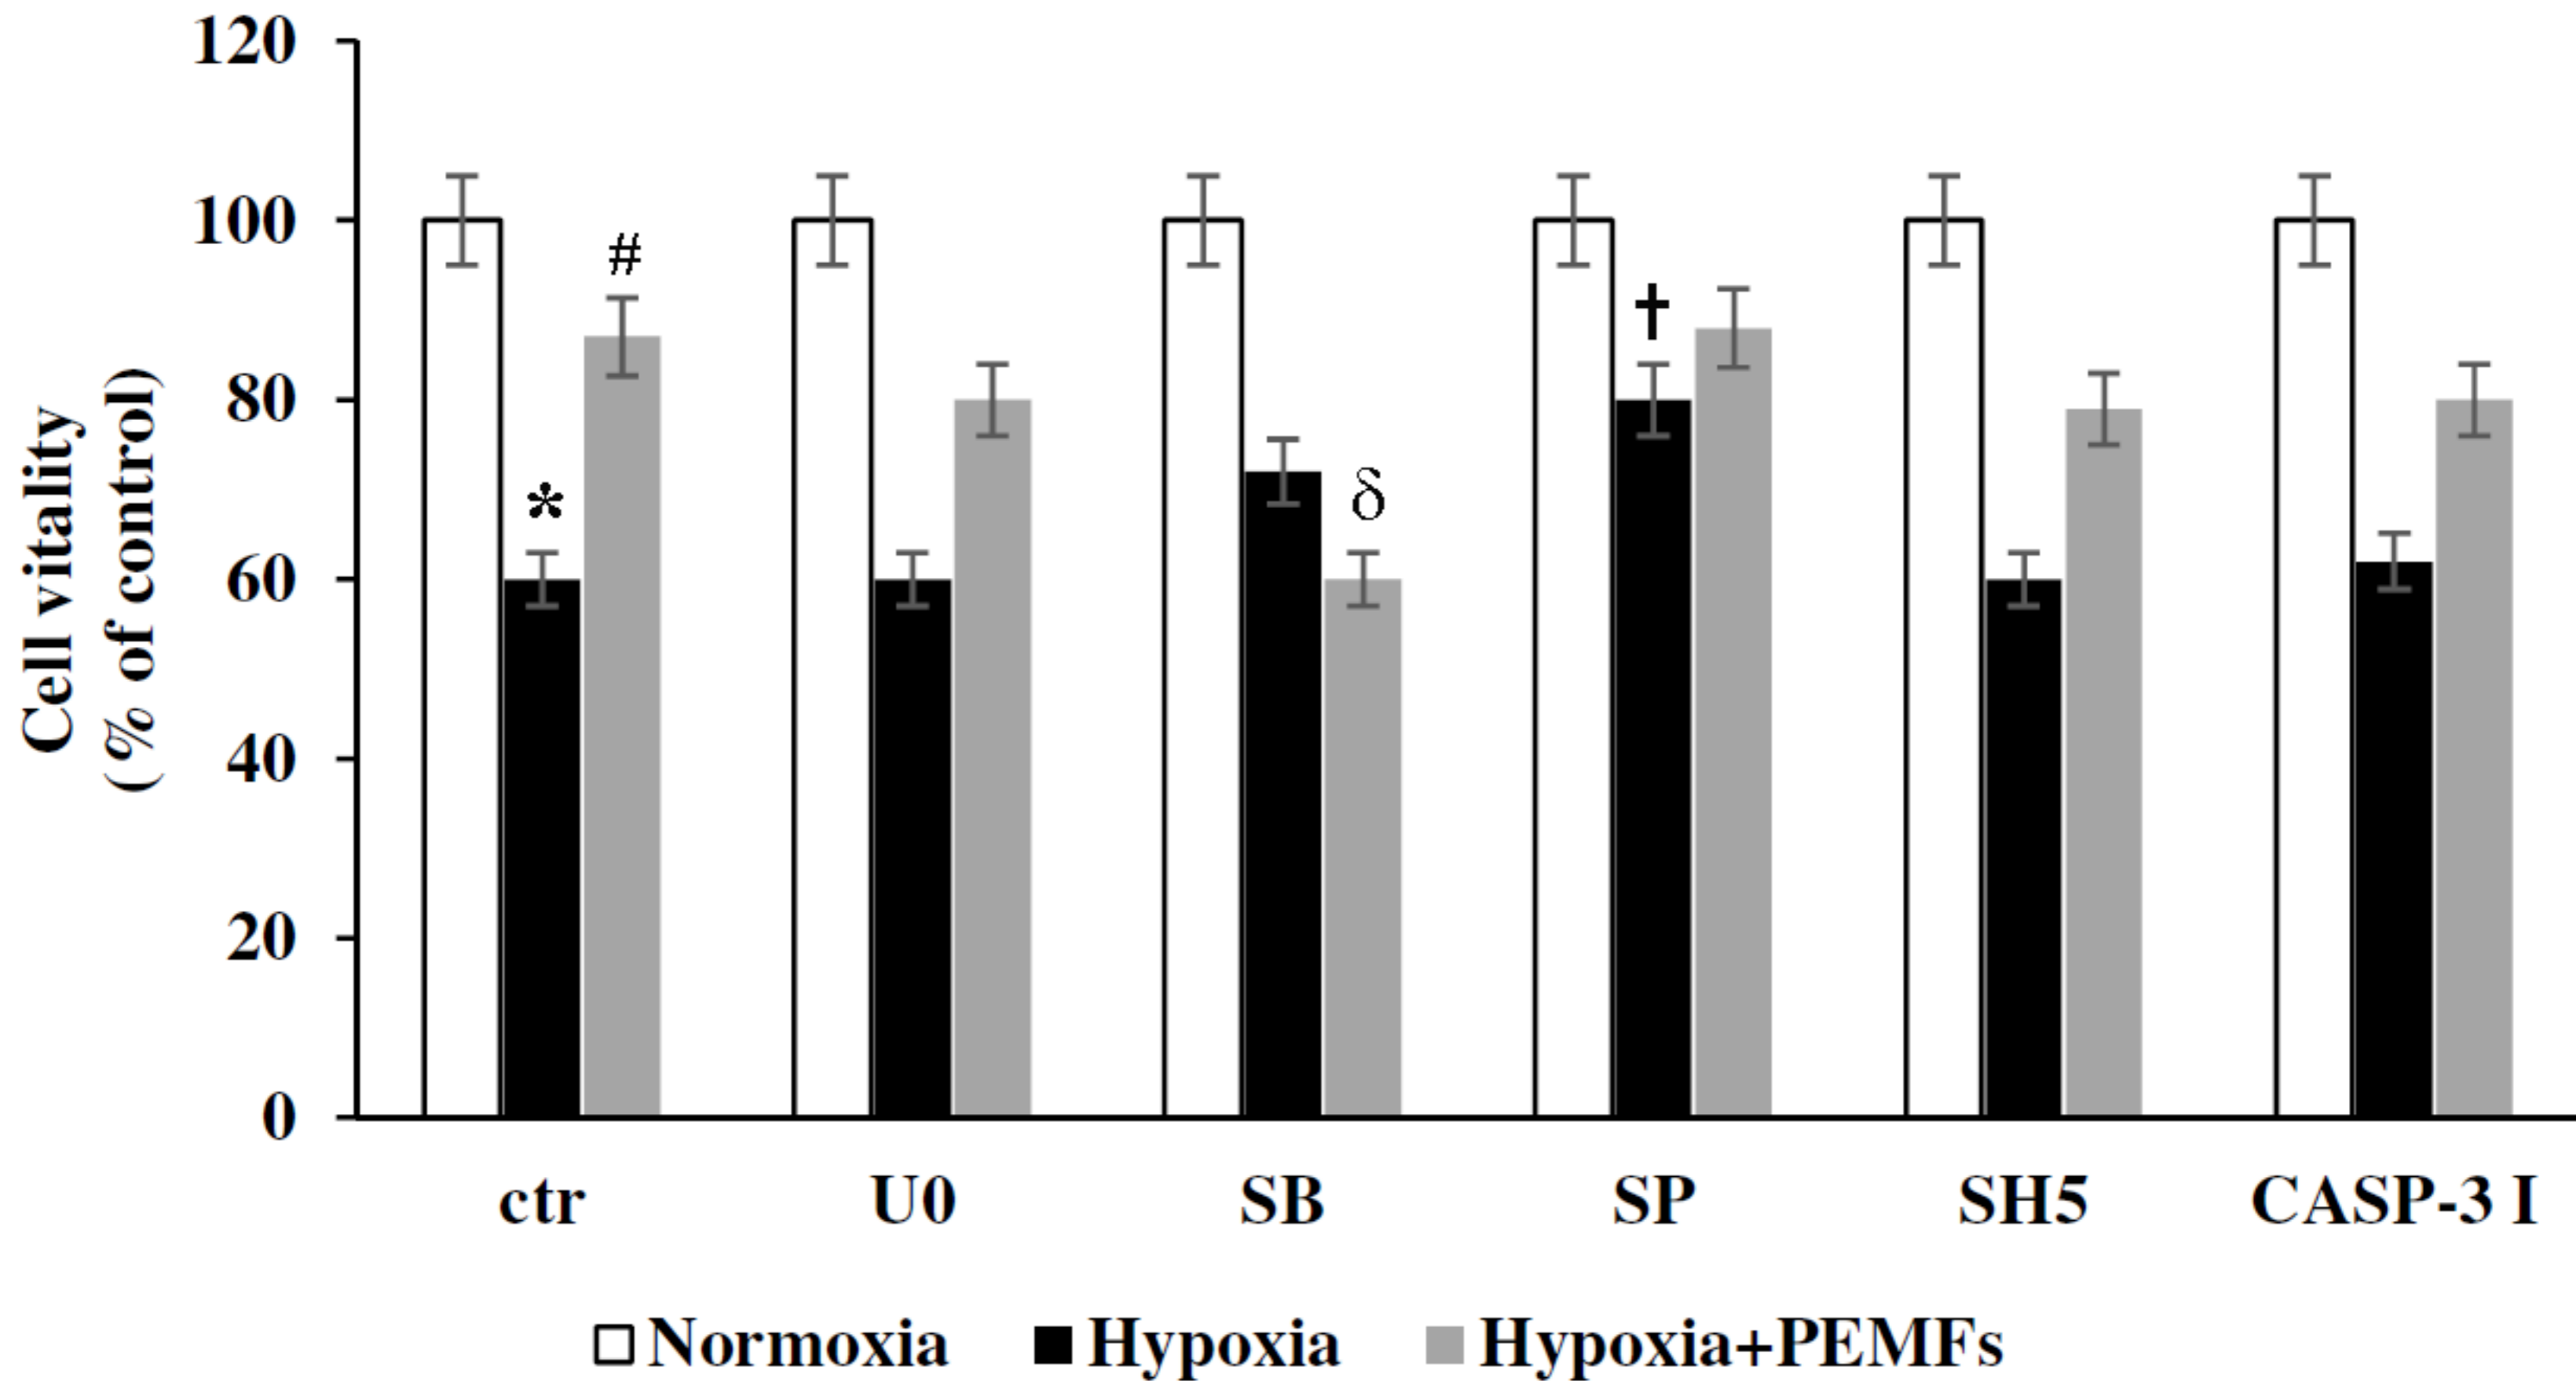 120
100
80
60
40
20
0
Cell vitality
(% of control)
#
*
δ
†
ctr U0 SB SP SH5 CASP-3 I
Normoxia Hypoxia Hypoxia+PEMFs